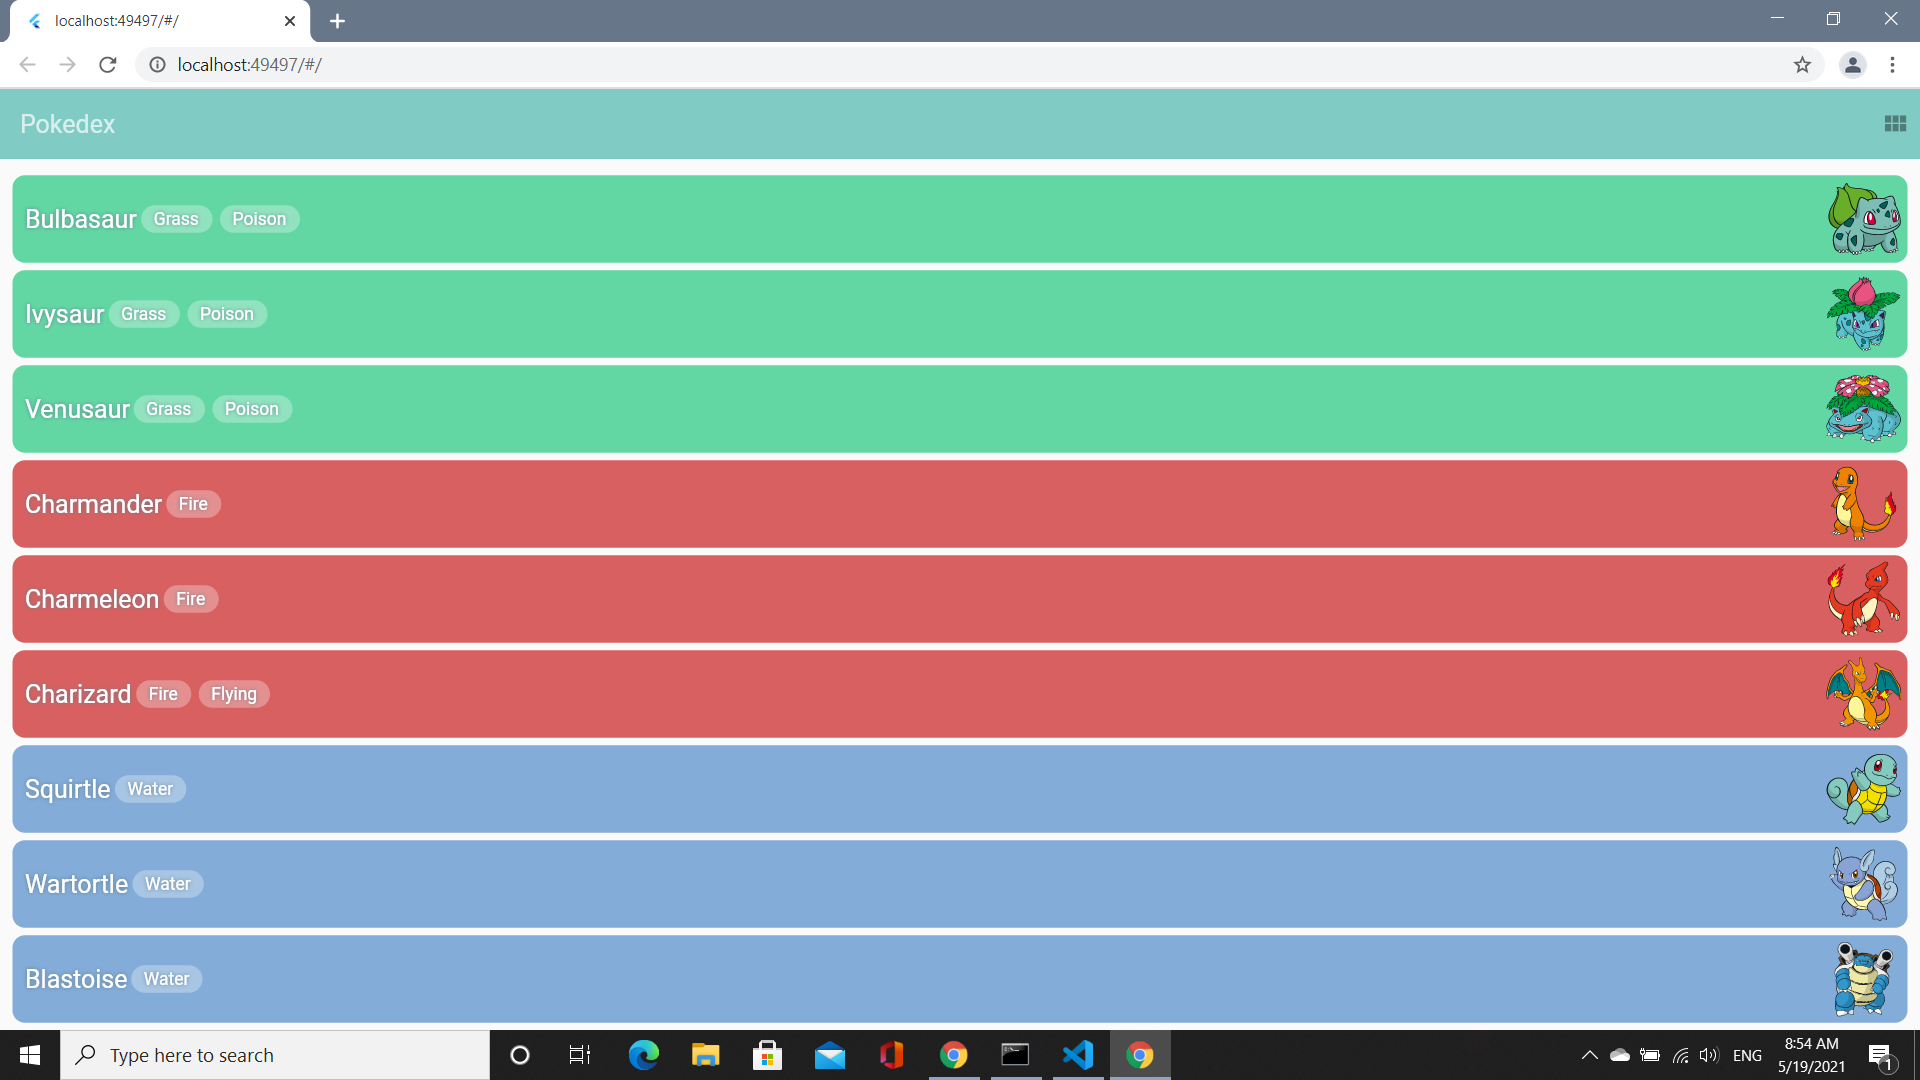 localhost:49497/#/
localhost:49497/#/
Pokedex
Bulbasaur Grass Poison
Ivysaur Grass Poison
Venusaur Grass Poison
Charmander Fire
Charmeleon Fire
Charizard Fire Flying
Squirtle Water
Wartortle Water
Blastoise Water
Type here to search
ENG
8:54 AM
5/19/2021
1